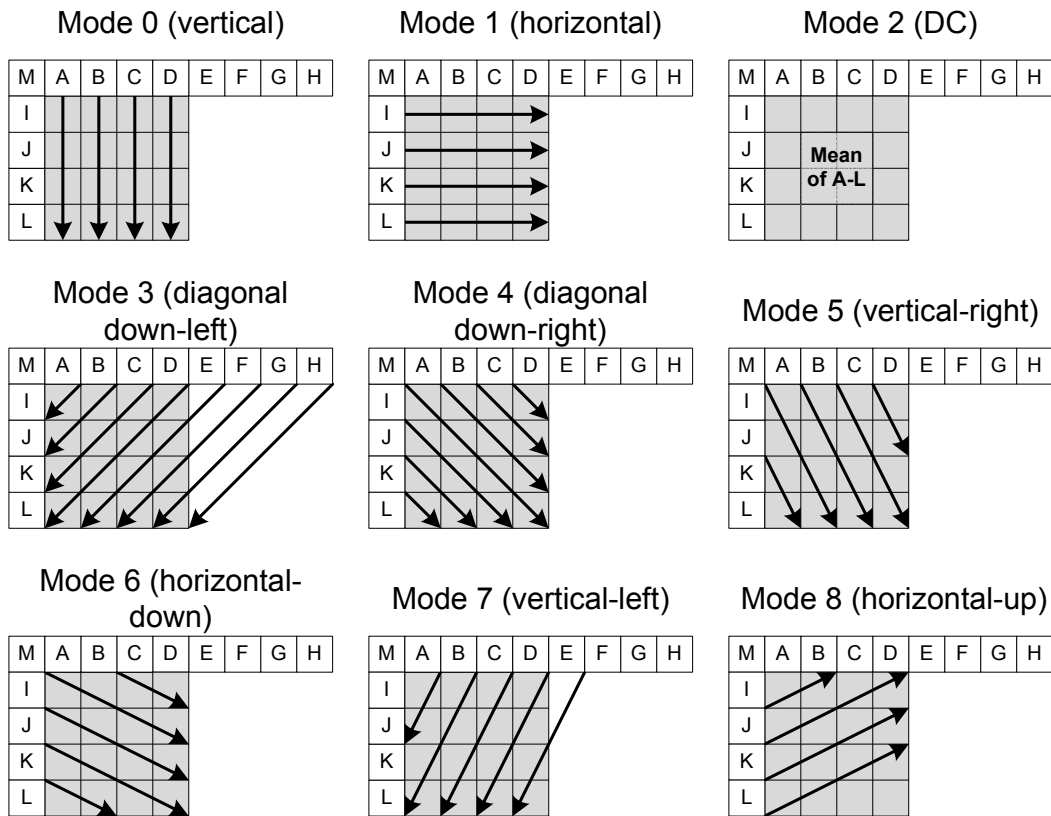 Mode 0 (vertical)
M A B C D E F G H
I
J
K
L
Mode 1 (horizontal)
M A B C D E F G H
I
J
K
L
Mode 2 (DC)
M A B C D E F G H
I
J
K
L
Mean
of A-L
Mode 3 (diagonal
down-left)
M A B C D E F G H
I
J
K
L
Mode 4 (diagonal
down-right)
M A B C D E F G H
I
J
K
L
Mode 5 (vertical-right)
M A B C D E F G H
I
J
K
L
Mode 6 (horizontal-
down)
M A B C D E F G H
I
J
K
L
Mode 7 (vertical-left)
M A B C D E F G H
I
J
K
L
Mode 8 (horizontal-up)
M A B C D E F G H
I
J
K
L